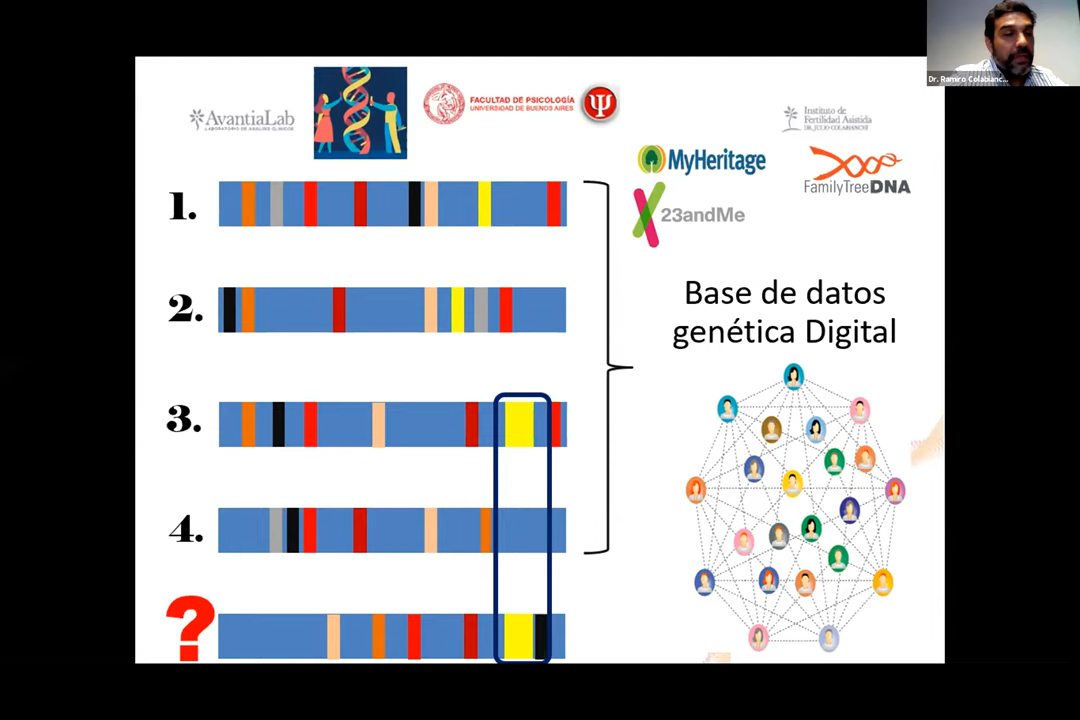 Dr. Ramiro Colabianc...
AvantiaLab
LABORATORIO DE ANALISIS CLINICOS
FACULTAD DE PSICOLOGÍA
UNIVERSIDAD DE BUENOS AIRES
Ψ
Instituto de
Fertilidad Asistida
DR. JULIO COLABIANCHI
MyHeritage
FamilyTreeDNA
23andMe
1.
2.
3.
4.
?
Base de datos
genética Digital